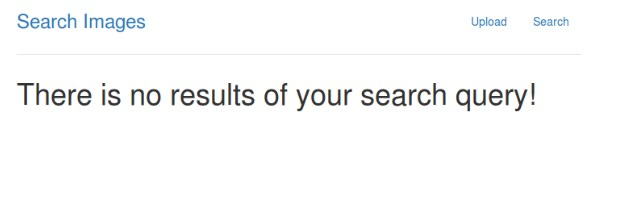 Search Images
Upload Search
There is no results of your search query!